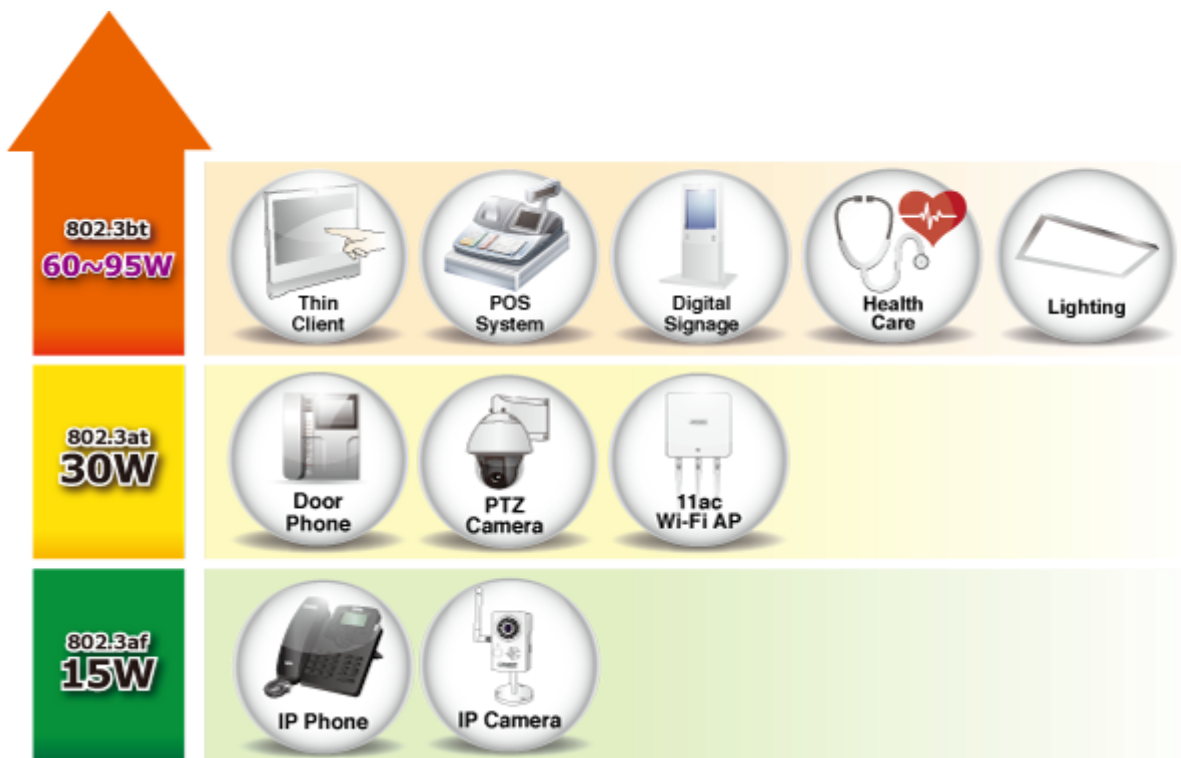 802.3bt
60~95W
Thin
Client
POS
System
Digital
Signage
Health
Care
Lighting
802.3at
30W
Door
Phone
PTZ
Camera
11ac
Wi-Fi AP
802.3af
15W
IP Phone
IP Camera